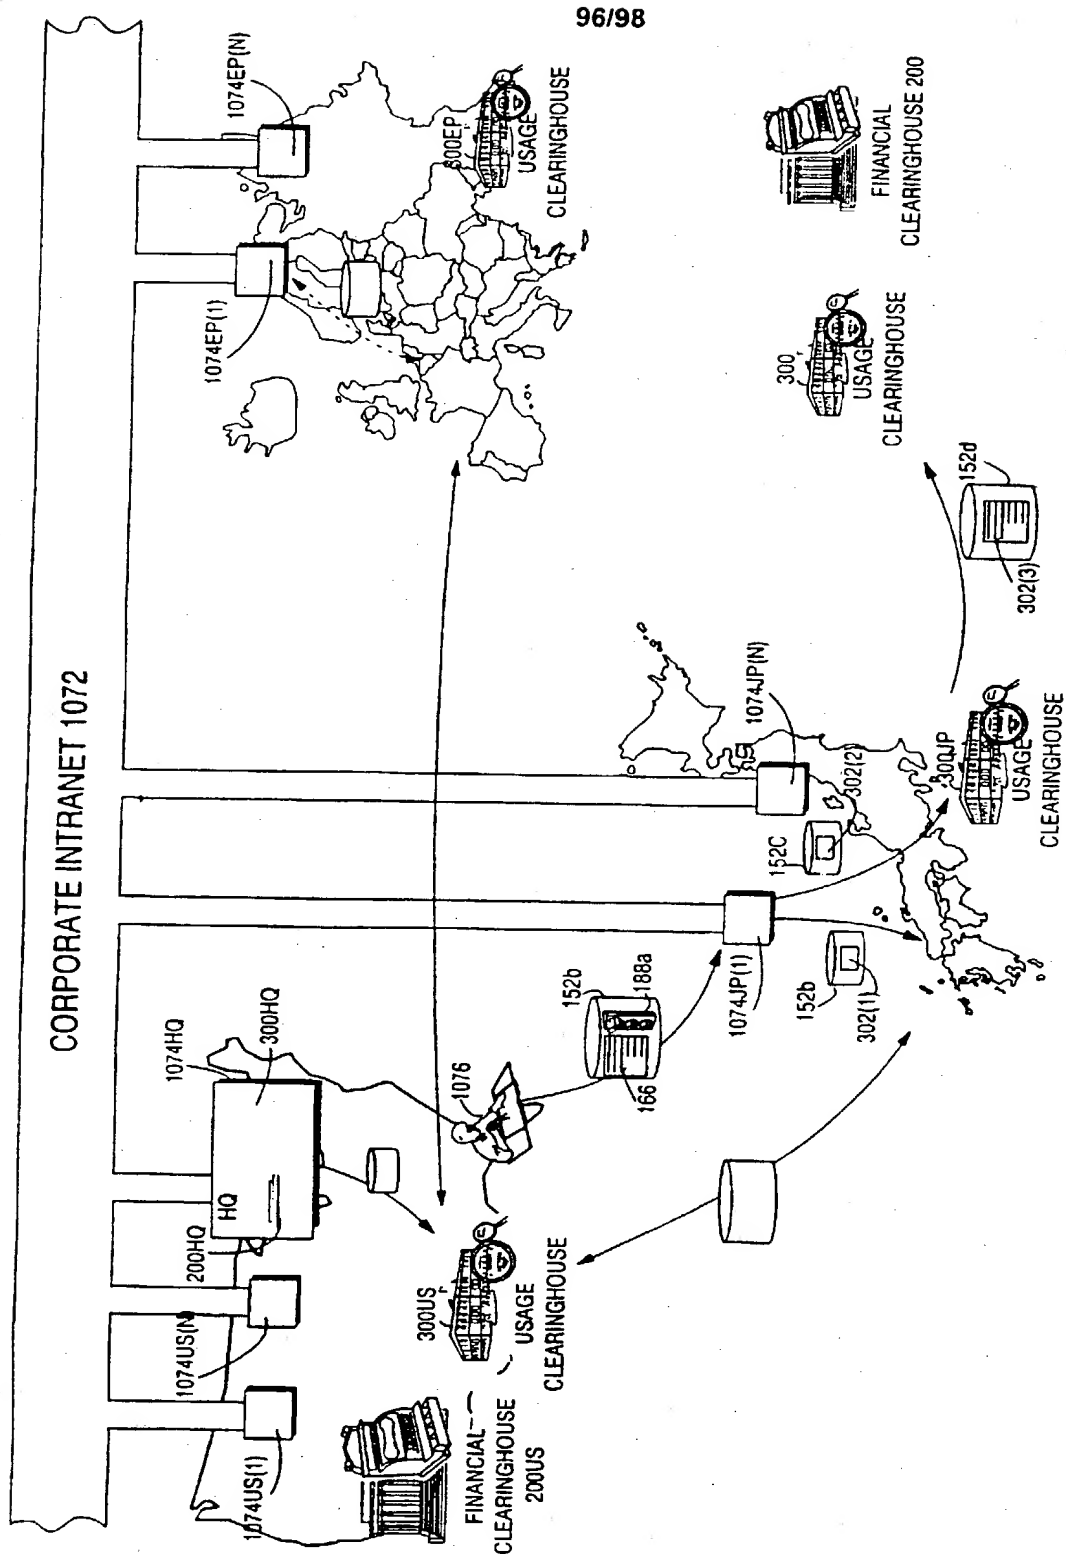 96/98
CORPORATE INTRANET 1072
1074US(1)
1074US(N
200HQ
HQ
1074HQ
300HQ
1074EP(1)
1074EP(N)
FINANCIAL
CLEARINGHOUSE
200US
300US
USAGE
CLEARINGHOUSE
1076
152b
188a
166
1074JP(1)
152b
302(1)
152C
302(2)
1074JP(N)
300JP
USAGE
CLEARINGHOUSE
302(3)
152d
300EP
USAGE
CLEARINGHOUSE
300
USAGE
CLEARINGHOUSE
FINANCIAL
CLEARINGHOUSE 200